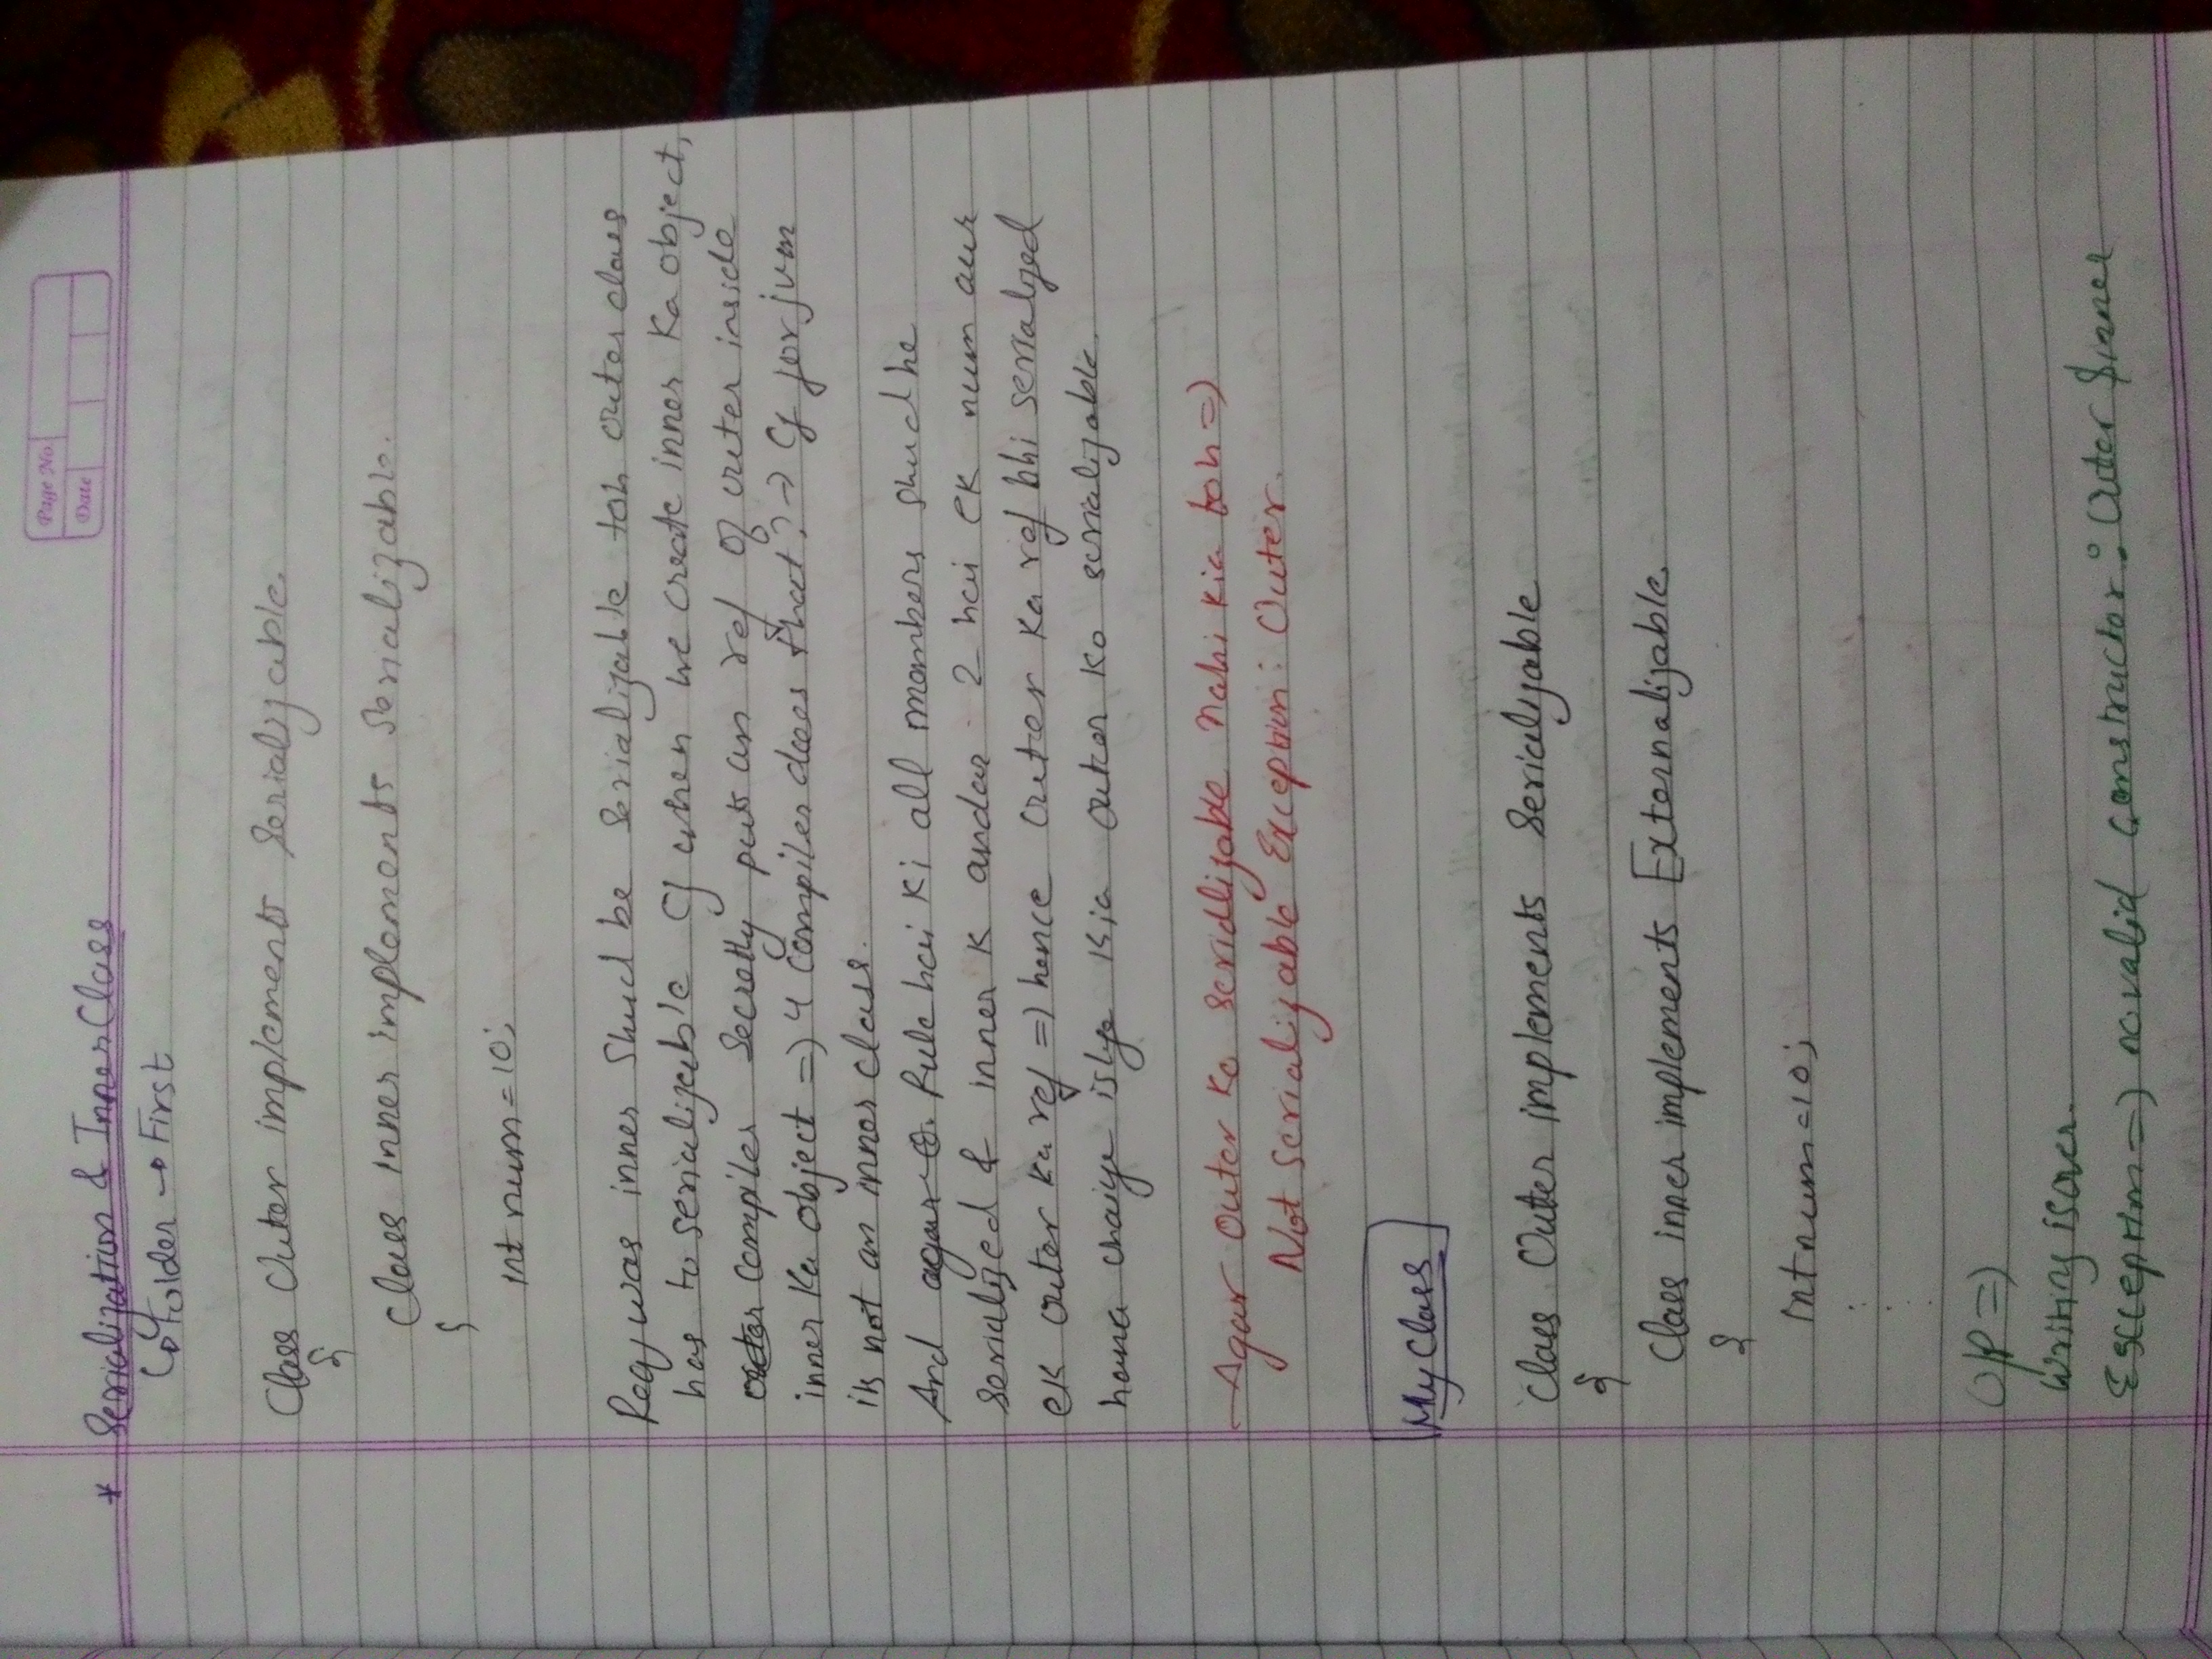 Page No.
Date
* Serialization & Inner Class
↳ Folder → First
Class Outer implements Serializable.
{
class inner implements Serializable.
{
int num = 10;
Req, was inner Shud be Serializable toh outer class
has to serializable Cz when we create inner Ka object,
outer compiler Secretly puts an ref of outer inside
inner Ka object => Y compiler does that? → Cz for jvm
its not an inner class.
And agar O. Rule hai Ki all members shud be
serialized & inner K andar 2 hai ek num aur
ek outer ka ref => hence outer Ka ref bhi serialized
hona chaiye islye Kia outer Ko serializable.
- Agar Outer Ko Serializable Nahi kia toh =>
Not Serializable Exception: Outer.
My Class
Class Outer implements Serializable
{
Class inner implements Externalizable.
{
int num = 10;
:
:
O/P =>
Writing is over.
Exception => no valid constructor: Outer $inner